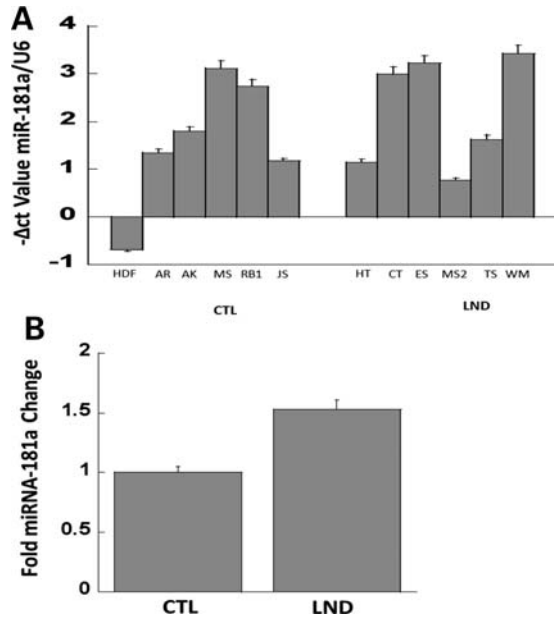 A
-Δct Value miR-181a/U6
4
3
2
1
0
-1
HDF AR AK MS RB1 JS HT CT ES MS2 TS WM
CTL LND
B
Fold miRNA-181a Change
2
1.5
1
0.5
0
CTL LND